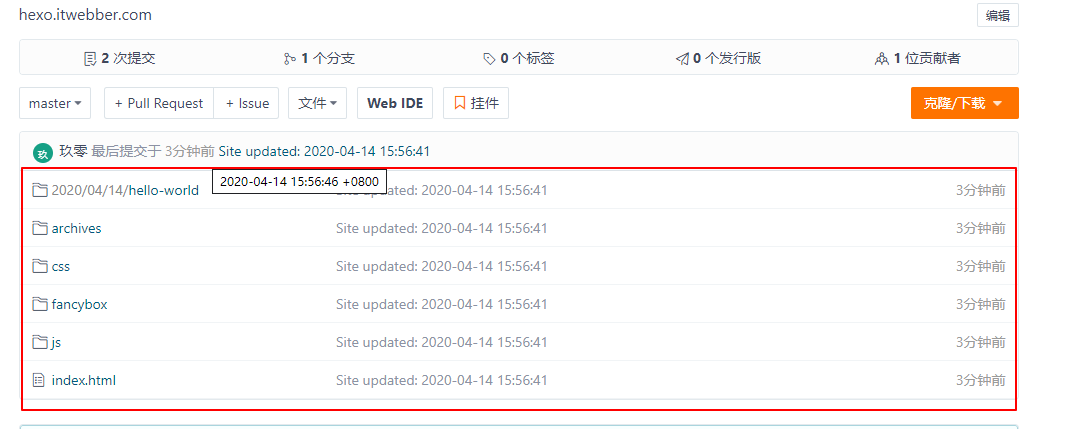 hexo.itwebber.com 编辑
2 次提交 1 个分支 0 个标签 0 个发行版 1 位贡献者
master + Pull Request + Issue 文件 Web IDE 挂件 克隆/下载
玖 玖零 最后提交于 3分钟前 Site updated: 2020-04-14 15:56:41
2020-04-14 15:56:46 +0800
2020/04/14/hello-world updated: 2020-04-14 15:56:41 3分钟前
archives Site updated: 2020-04-14 15:56:41 3分钟前
css Site updated: 2020-04-14 15:56:41 3分钟前
fancybox Site updated: 2020-04-14 15:56:41 3分钟前
js Site updated: 2020-04-14 15:56:41 3分钟前
index.html Site updated: 2020-04-14 15:56:41 3分钟前